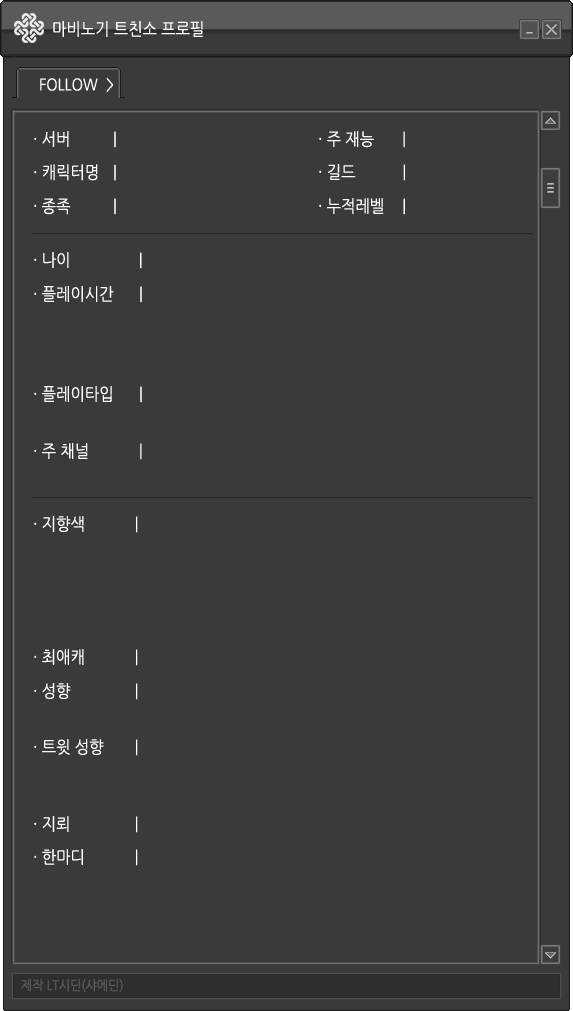 마비노기 트친소 프로필
FOLLOW >
· 서버 | · 주 재능 |
· 캐릭터명 | · 길드 |
· 종족 | · 누적레벨 |
· 나이 |
· 플레이시간 |
· 플레이타입 |
· 주 채널 |
· 지향색 |
· 최애캐 |
· 성향 |
· 트윗 성향 |
· 지뢰 |
· 한마디 |
제작 LT시딘(샤에딘)